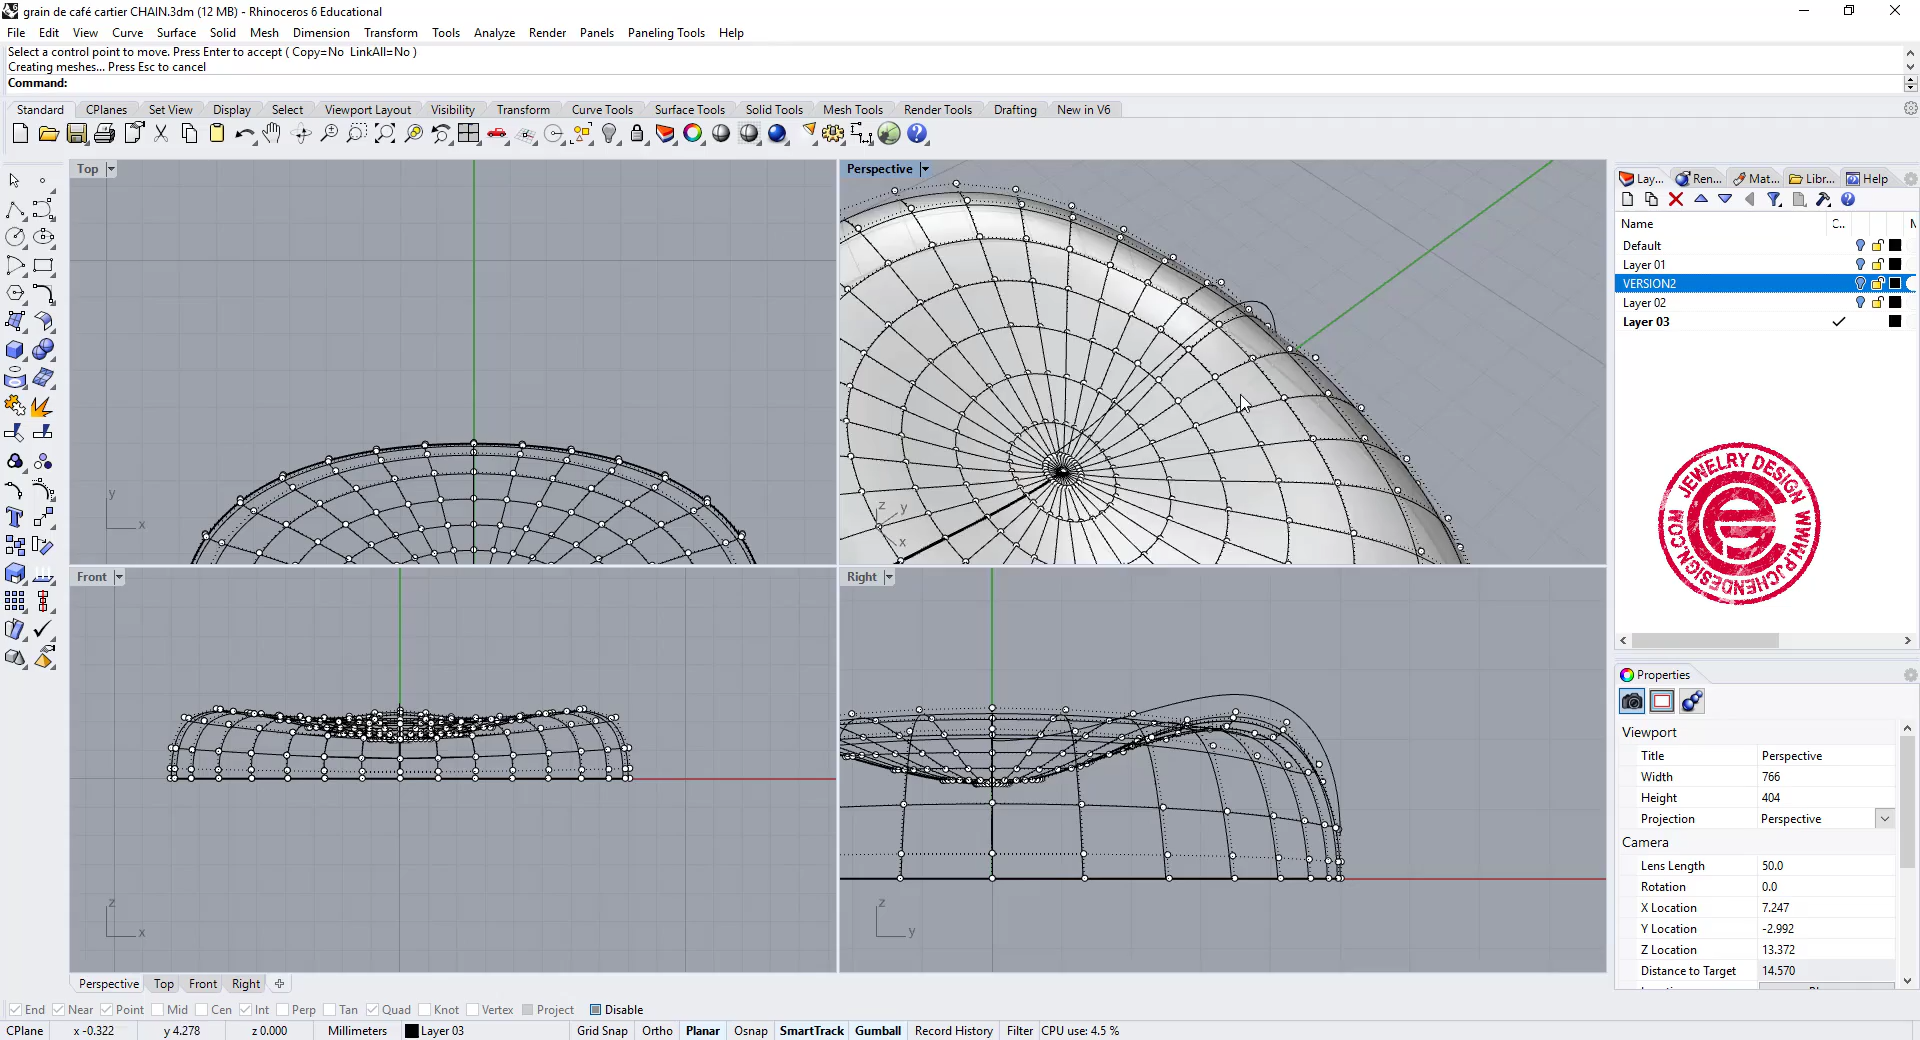 grain de café cartier CHAIN.3dm (12 MB) - Rhinoceros 6 Educational
File Edit View Curve Surface Solid Mesh Dimension Transform Tools Analyze Render Panels Paneling Tools Help
Select a control point to move. Press Enter to accept ( Copy=No LinkAll=No )
Creating meshes... Press Esc to cancel
Command:
Standard CPlanes Set View Display Select Viewport Layout Visibility Transform Curve Tools Surface Tools Solid Tools Mesh Tools Render Tools Drafting New in V6
Top
y
x
Perspective
z
y
x
Front
z
x
Right
z
y
Lay... Ren... Mat... Libr... Help
Name C.. M
Default
Layer 01
VERSION2
Layer 02
Layer 03
JEWELRY DESIGN
WWW.PJCHENDESIGN.COM
Properties
Viewport
Title Perspective
Width 766
Height 404
Projection Perspective
Camera
Lens Length 50.0
Rotation 0.0
X Location 7.247
Y Location -2.992
Z Location 13.372
Distance to Target 14.570
Perspective Top Front Right
End Near Point Mid Cen Int Perp Tan Quad Knot Vertex Project Disable
CPlane x -0.322 y 4.278 z 0.000 Millimeters Layer 03 Grid Snap Ortho Planar Osnap SmartTrack Gumball Record History Filter CPU use: 4.5 %